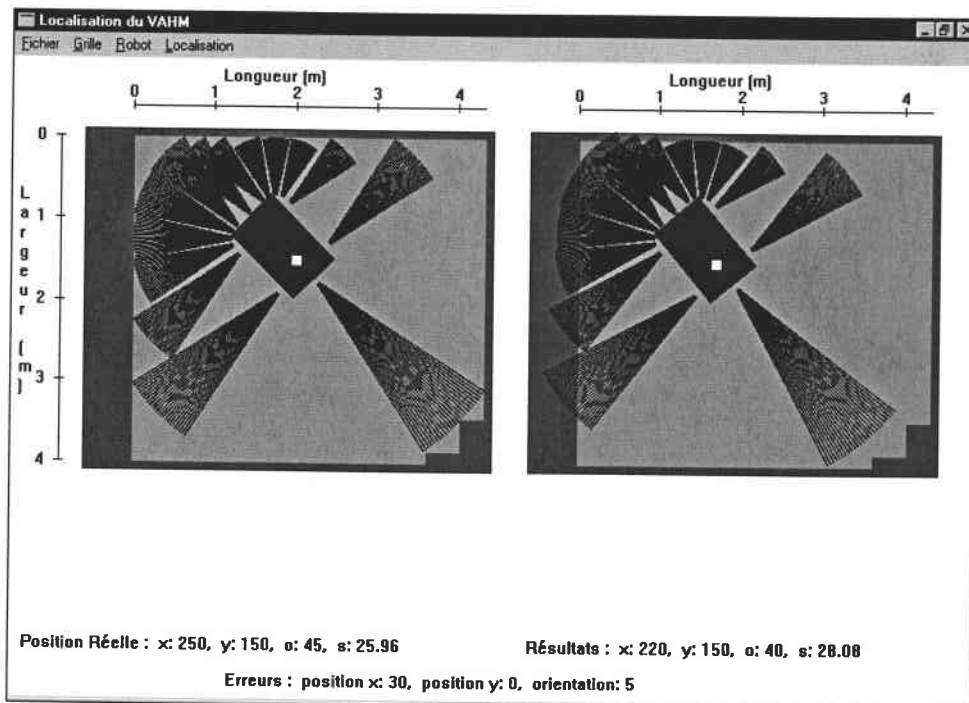 Localisation du VAHM
Fichier Grille Robot Localisation
Longueur (m)
0 1 2 3 4
Longueur (m)
0 1 2 3 4
Largeur (m)
0
1
2
3
4
Position Réelle : x: 250, y: 150, o: 45, s: 25.96
Résultats : x: 220, y: 150, o: 40, s: 28.08
Erreurs : position x: 30, position y: 0, orientation: 5